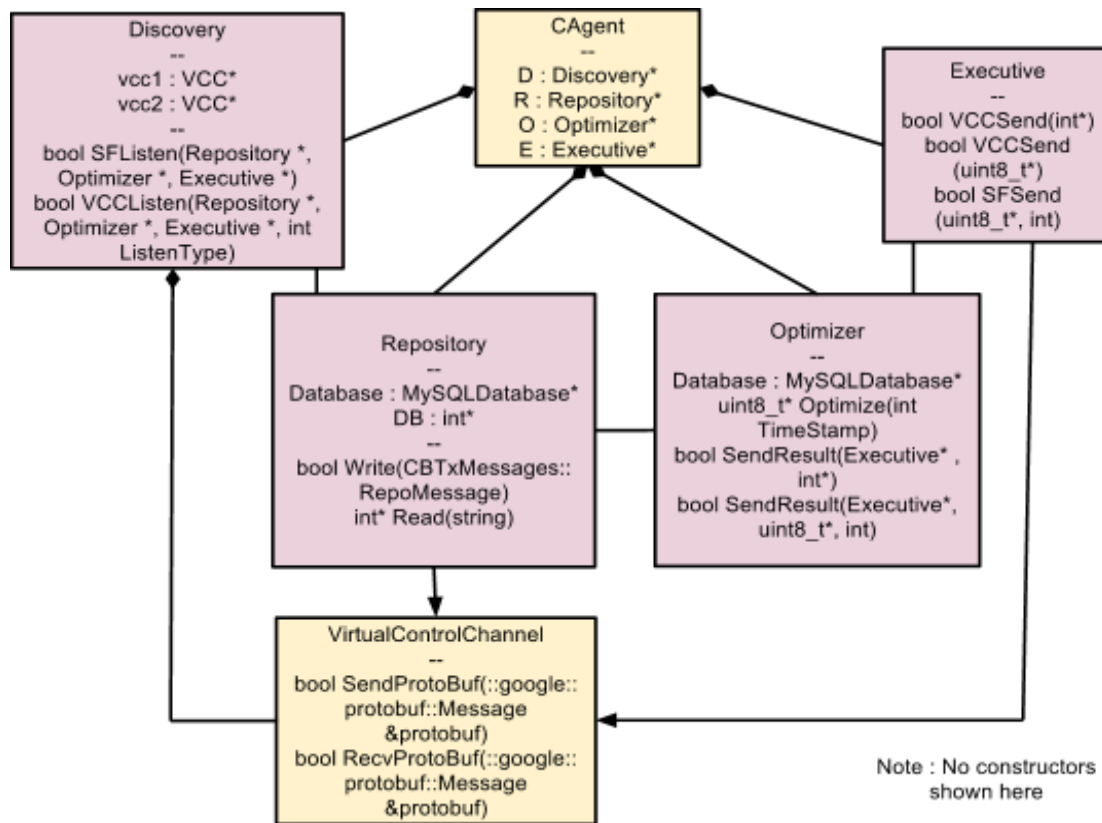 Discovery
--
vcc1 : VCC*
vcc2 : VCC*
--
bool SFListen(Repository *,
Optimizer *, Executive *)
bool VCCListen(Repository *,
Optimizer *, Executive *, int
ListenType)
CAgent
--
D : Discovery*
R : Repository*
O : Optimizer*
E : Executive*
Executive
--
bool VCCSend(int*)
bool VCCSend
(uint8_t*)
bool SFSend
(uint8_t*, int)
Repository
--
Database : MySQLDatabase*
DB : int*
--
bool Write(CBTxMessages::
RepoMessage)
int* Read(string)
Optimizer
--
Database : MySQLDatabase*
uint8_t* Optimize(int
TimeStamp)
bool SendResult(Executive* ,
int*)
bool SendResult(Executive*,
uint8_t*, int)
VirtualControlChannel
--
bool SendProtoBuf(::google::
protobuf::Message
&protobuf)
bool RecvProtoBuf(::google::
protobuf::Message
&protobuf)
Note : No constructors
shown here